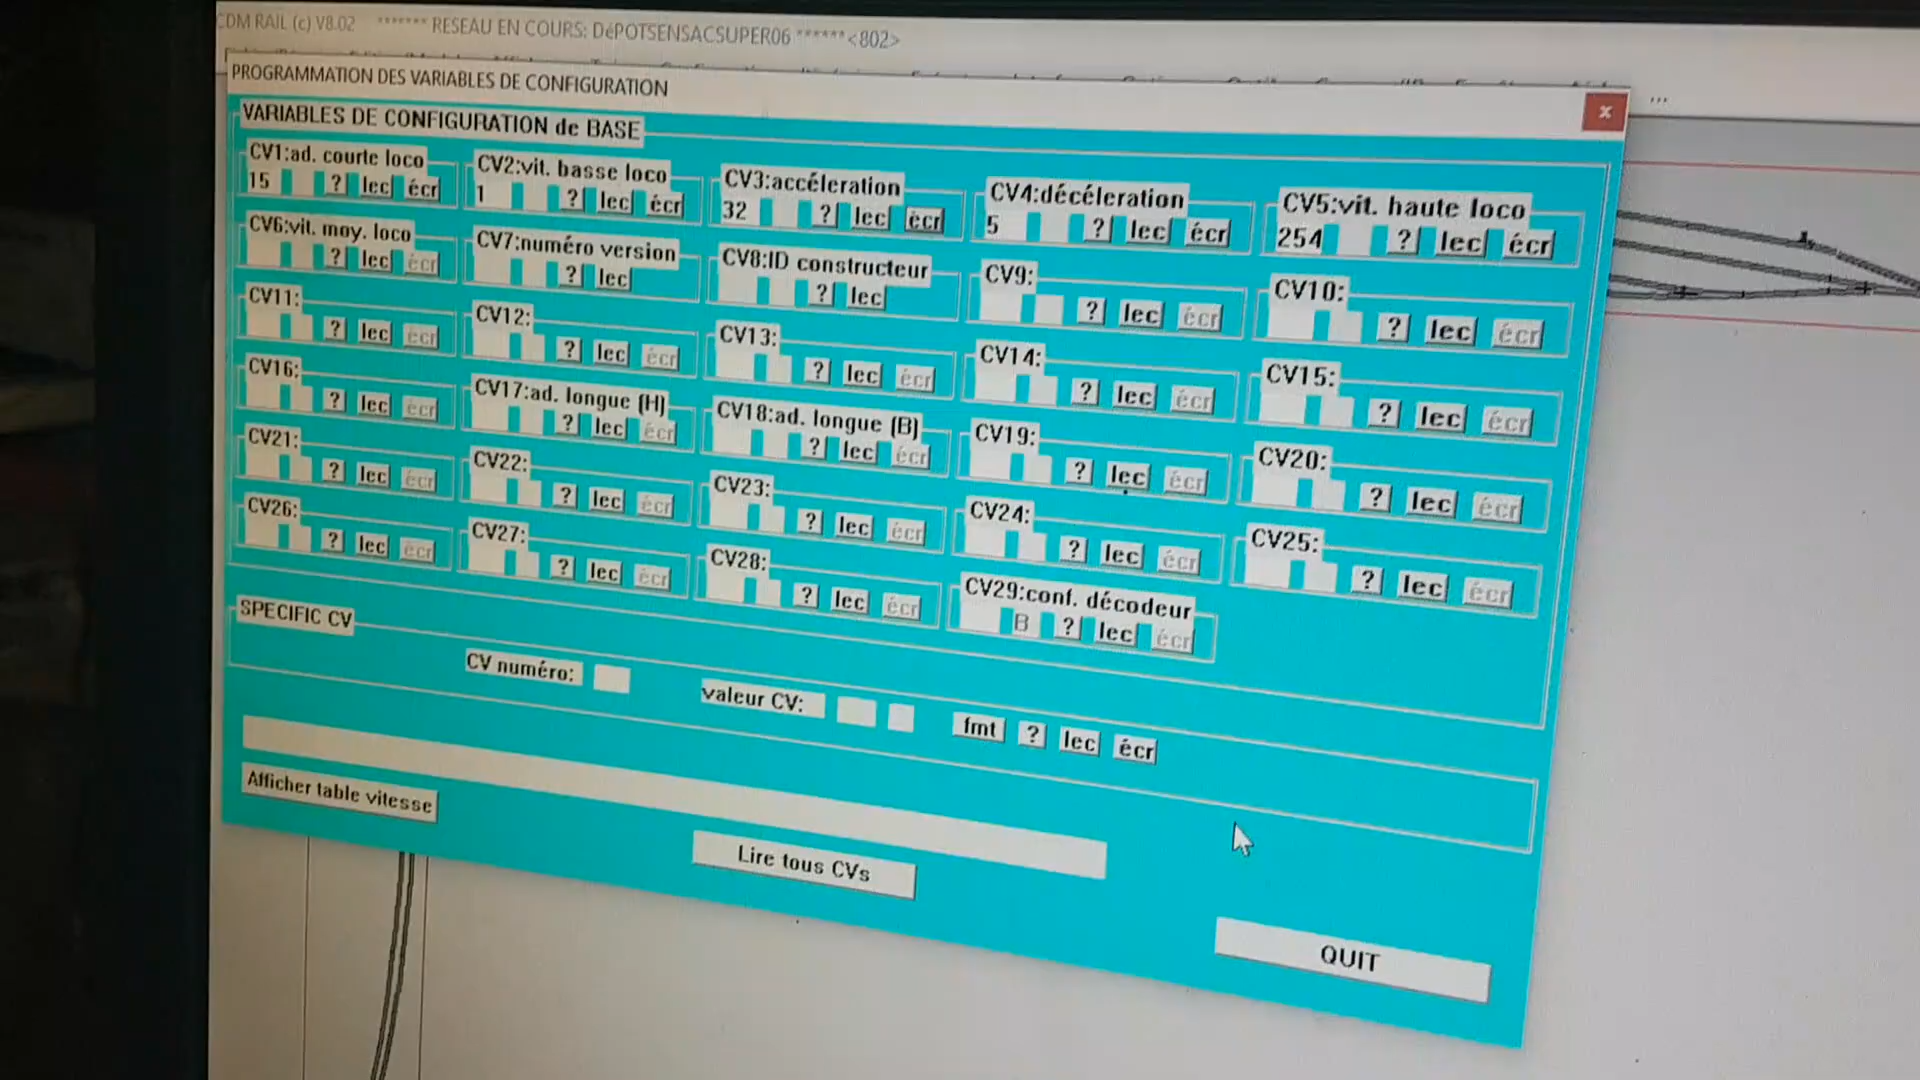 CDM RAIL (c) V8.02 ******* RESEAU EN COURS: DéPOTSENSACSUPER06 ******<802>
PROGRAMMATION DES VARIABLES DE CONFIGURATION
x
...
VARIABLES DE CONFIGURATION de BASE
CV1:ad. courte loco
15 ? lec écr
CV2:vit. basse loco
1 ? lec écr
CV3:accéleration
32 ? lec écr
CV4:décéleration
5 ? lec écr
CV5:vit. haute loco
254 ? lec écr
CV6:vit. moy. loco
? lec écr
CV7:numéro version
? lec
CV8:ID constructeur
? lec
CV9:
? lec écr
CV10:
? lec écr
CV11:
? lec écr
CV12:
? lec écr
CV13:
? lec écr
CV14:
? lec écr
CV15:
? lec écr
CV16:
? lec écr
CV17:ad. longue (H)
? lec écr
CV18:ad. longue (B)
? lec écr
CV19:
? lec écr
CV20:
? lec écr
CV21:
? lec écr
CV22:
? lec écr
CV23:
? lec écr
CV24:
? lec écr
CV25:
? lec écr
CV26:
? lec écr
CV27:
? lec écr
CV28:
? lec écr
CV29:conf. décodeur
B ? lec écr
SPECIFIC CV
CV numéro:
valeur CV:
fmt ? lec écr
Afficher table vitesse
Lire tous CVs
QUIT